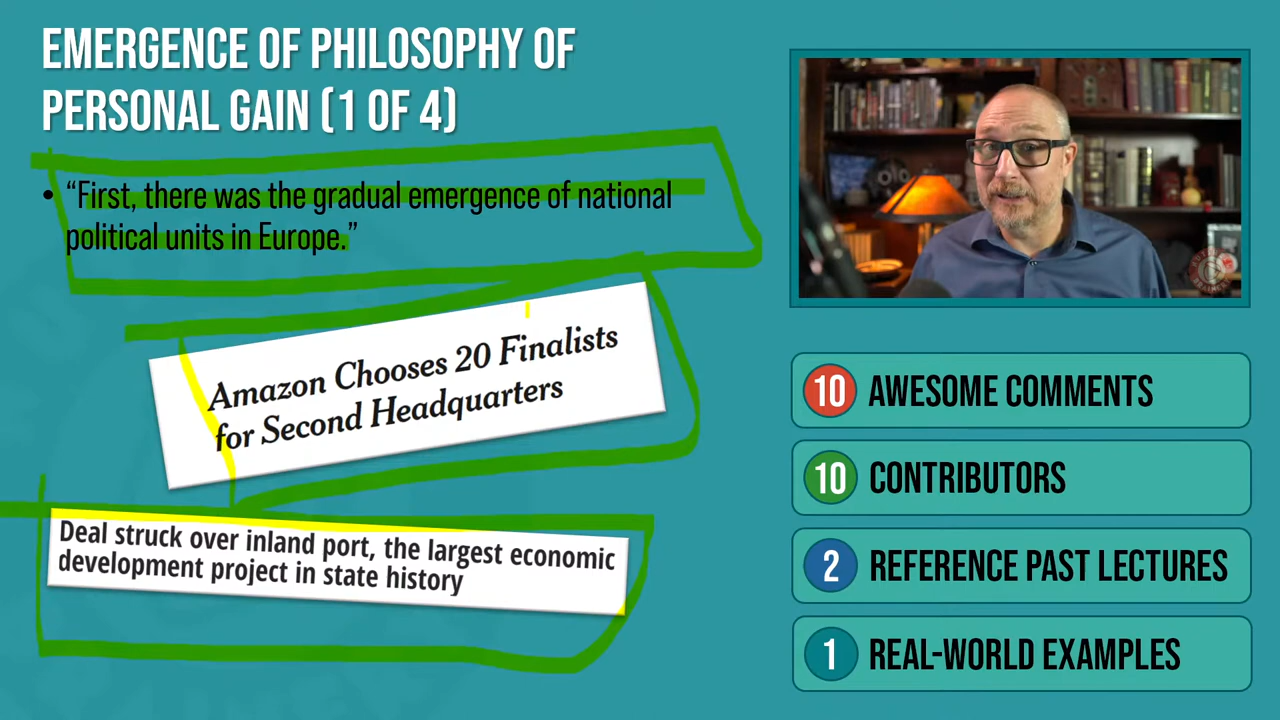 EMERGENCE OF PHILOSOPHY OF
PERSONAL GAIN (1 OF 4)
• “First, there was the gradual emergence of national
political units in Europe.”
Amazon Chooses 20 Finalists
for Second Headquarters
Deal struck over inland port, the largest economic
development project in state history
10 AWESOME COMMENTS
10 CONTRIBUTORS
2 REFERENCE PAST LECTURES
1 REAL-WORLD EXAMPLES